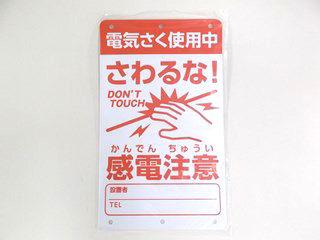 電気さく使用中
さわるな!
DON'T
TOUCH
かんでん ちゅうい
感電注意
設置者
TEL